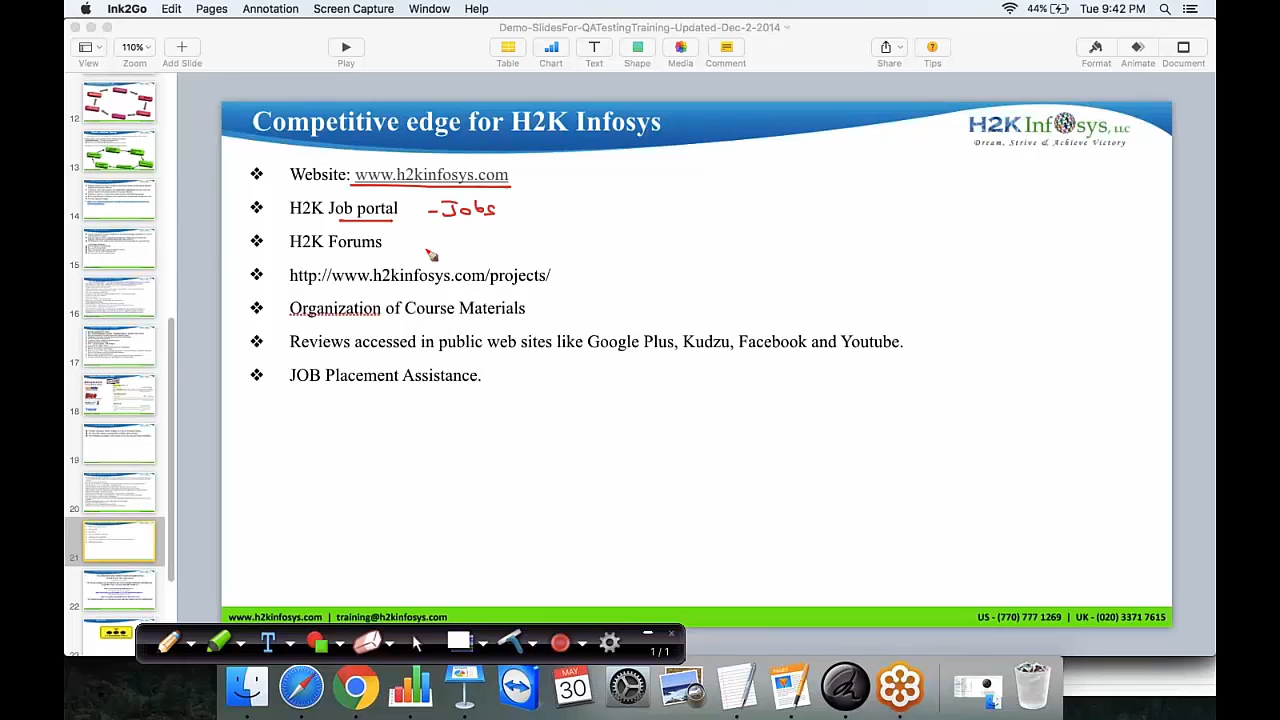 Ink2Go Edit Pages Annotation Screen Capture Window Help 44% Tue 9:42 PM
Demo-SlidesFor-QATestingTraining-Updated-Dec-2-2014
110%
View Zoom Add Slide Play Table Chart Text Shape Media Comment Share Tips Format Animate Document
Competitive edge for H2K Infosys
H2K Infosys, LLC
Dream, Strive & Achieve Victory
❖ Website: www.h2kinfosys.com
❖ H2K Job portal - Jobs
❖ H2K Forums
❖ http://www.h2kinfosys.com/projects/
❖ Organization of Course Materials.
❖ Reviews Passed in public web sites like Google Plus, Kudzu, Facebook and Youtube.
❖ JOB Placement Assistance.
12
13
14
15
16
17
18
19
20
21
22
www.h2kinfosys.com | training@h2kinfosys.com US - (770) 777 1269 | UK - (020) 3371 7615
T
1 / 1
MAY
30